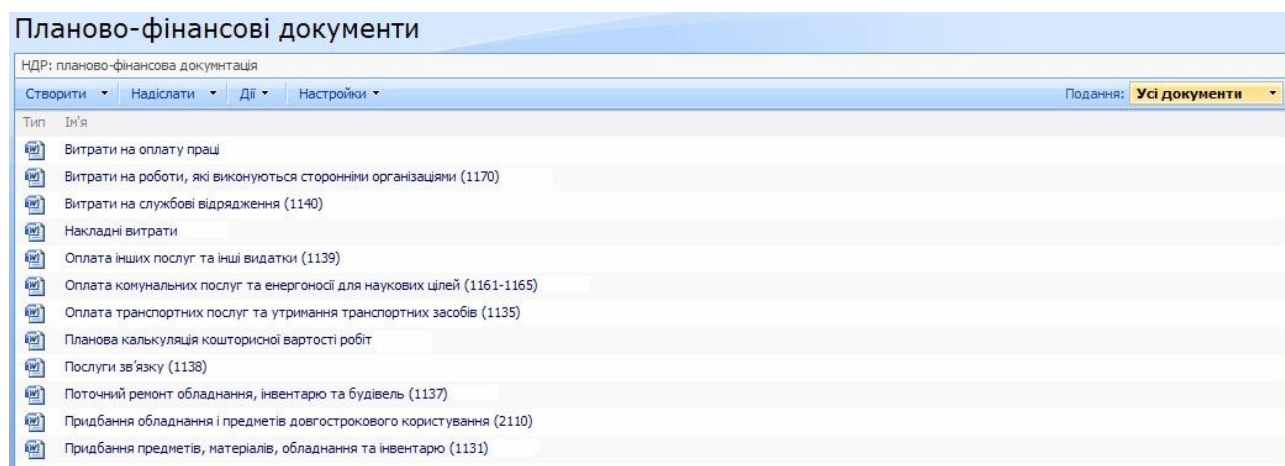 Планово-фінансові документи
НДР: планово-фінансова докумнтація
Створити Надіслати Дії Настройки Подання: Усі документи
Тип Ім'я
Витрати на оплату праці
Витрати на роботи, які виконуються сторонніми організаціями (1170)
Витрати на службові відрядження (1140)
Накладні витрати
Оплата інших послуг та інші видатки (1139)
Оплата комунальних послуг та енергоносії для наукових цілей (1161-1165)
Оплата транспортних послуг та утримання транспортних засобів (1135)
Планова калькуляція кошторисної вартості робіт
Послуги зв'язку (1138)
Поточний ремонт обладнання, інвентарю та будівель (1137)
Придбання обладнання і предметів довгострокового користування (2110)
Придбання предметів, матеріалів, обладнання та інвентарю (1131)